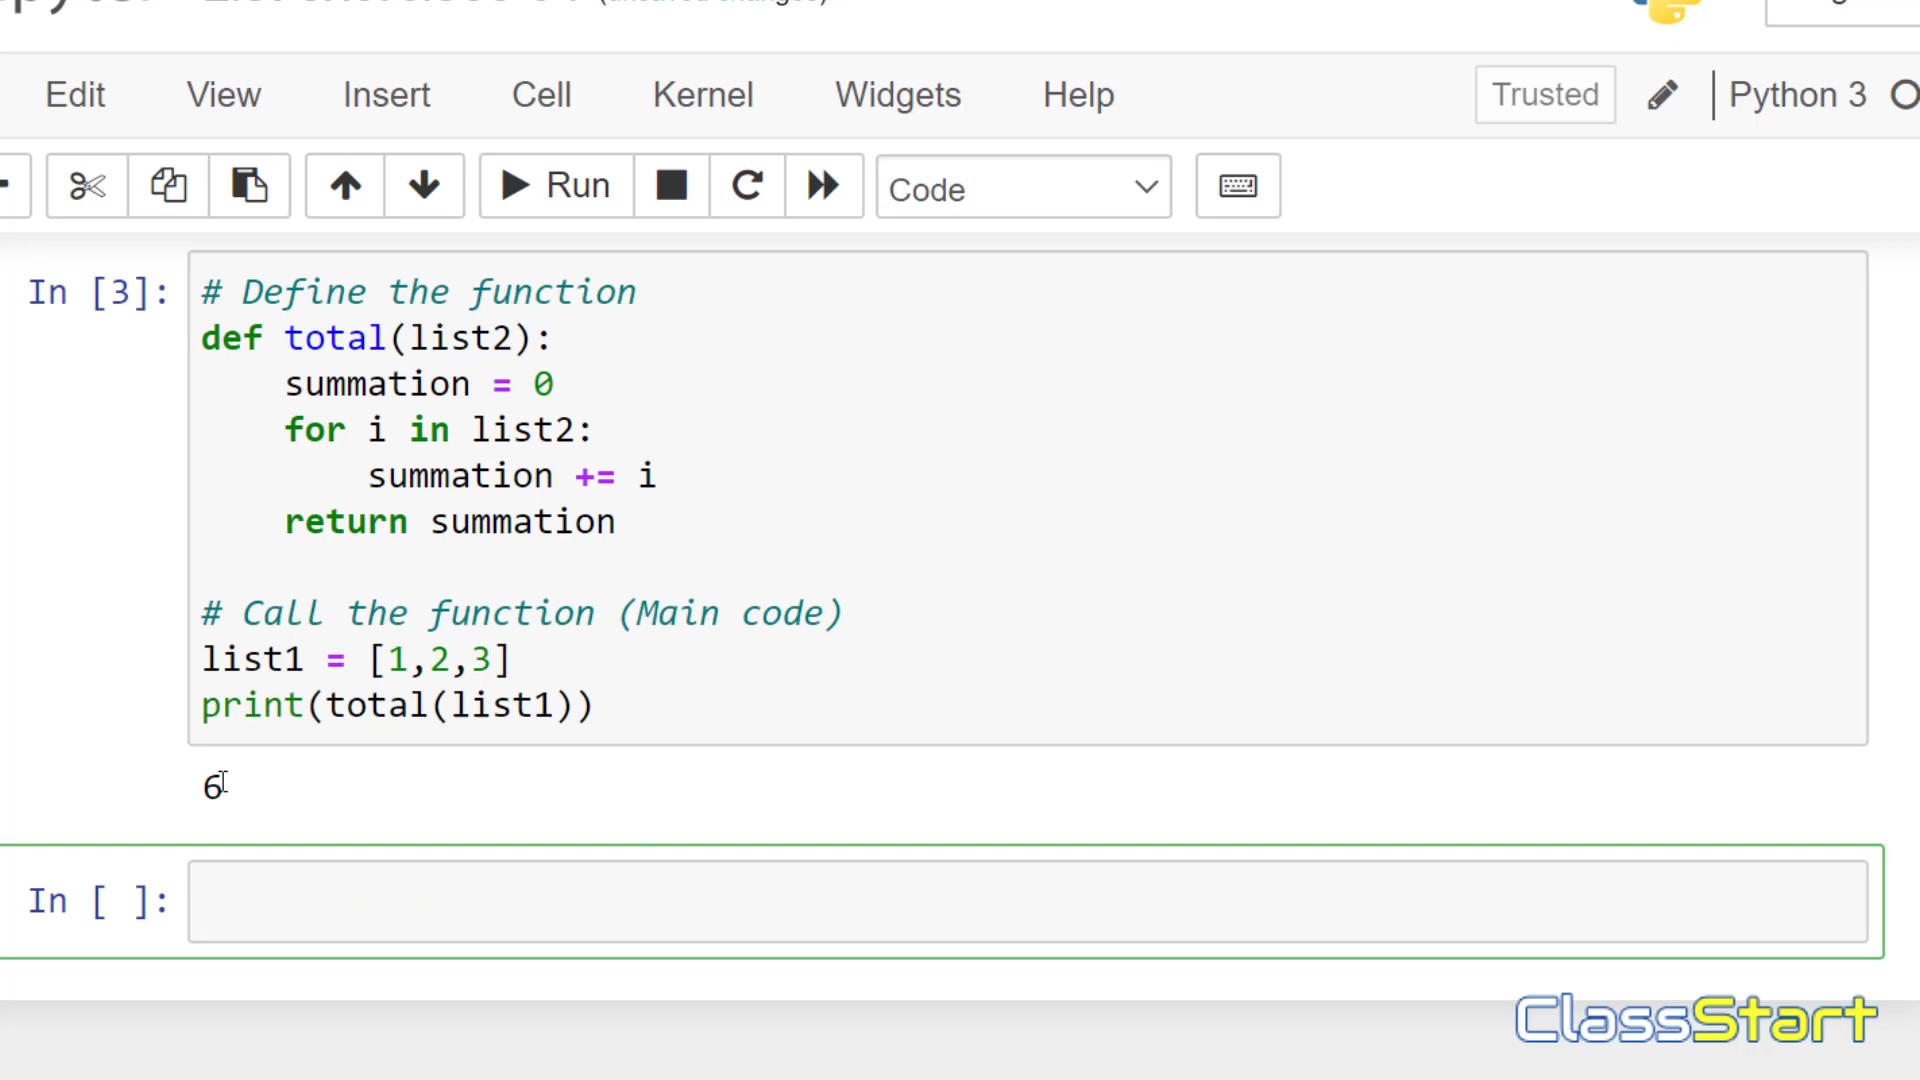 Edit View Insert Cell Kernel Widgets Help Trusted Python 3
Run Code
In [3]: # Define the function
def total(list2):
    summation = 0
    for i in list2:
        summation += i
    return summation
# Call the function (Main code)
list1 = [1,2,3]
print(total(list1))
6
In [ ]:
ClassStart